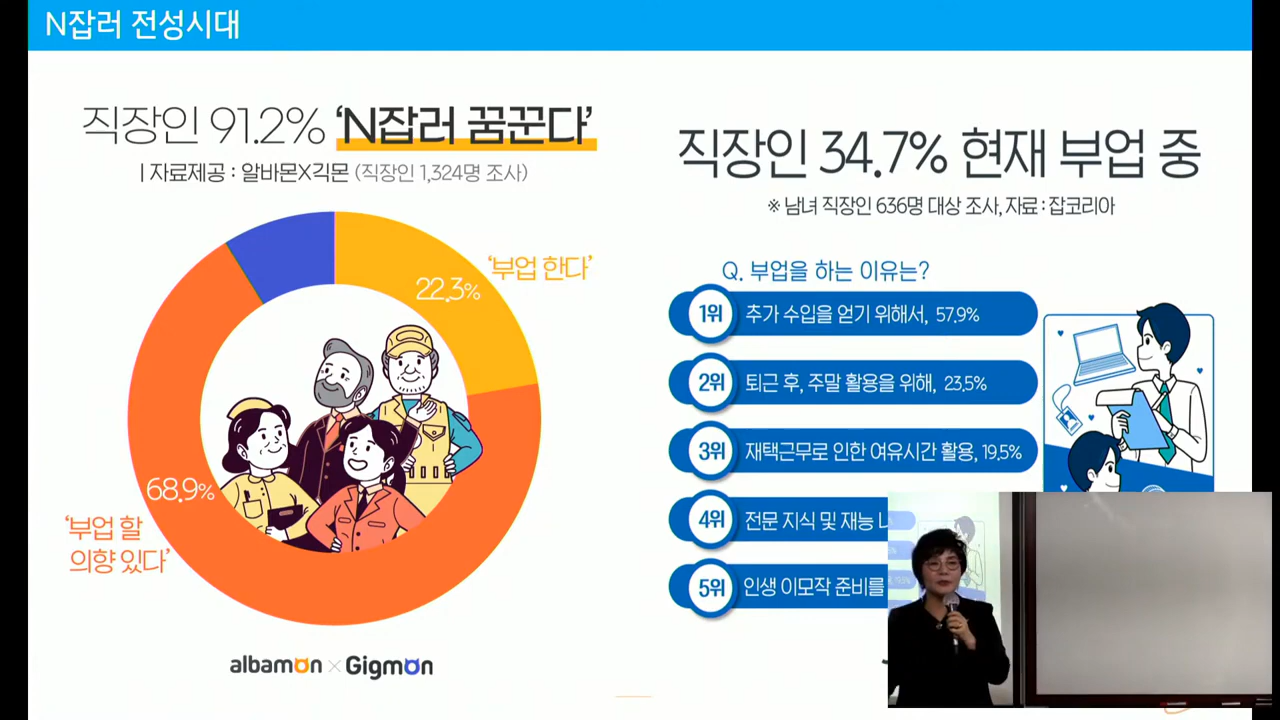 N잡러 전성시대
직장인 91.2% ‘N잡러 꿈꾼다’
| 자료제공 : 알바몬X긱몬 (직장인 1,324명 조사)
‘부업 한다’
22.3%
68.9%
‘부업 할
의향 있다’
albamon × Gigmon
직장인 34.7% 현재 부업 중
※ 남녀 직장인 636명 대상 조사, 자료 : 잡코리아
Q. 부업을 하는 이유는?
1위 추가 수입을 얻기 위해서, 57.9%
2위 퇴근 후, 주말 활용을 위해, 23.5%
3위 재택근무로 인한 여유시간 활용, 19.5%
4위 전문 지식 및 재능
5위 인생 이모작 준비를